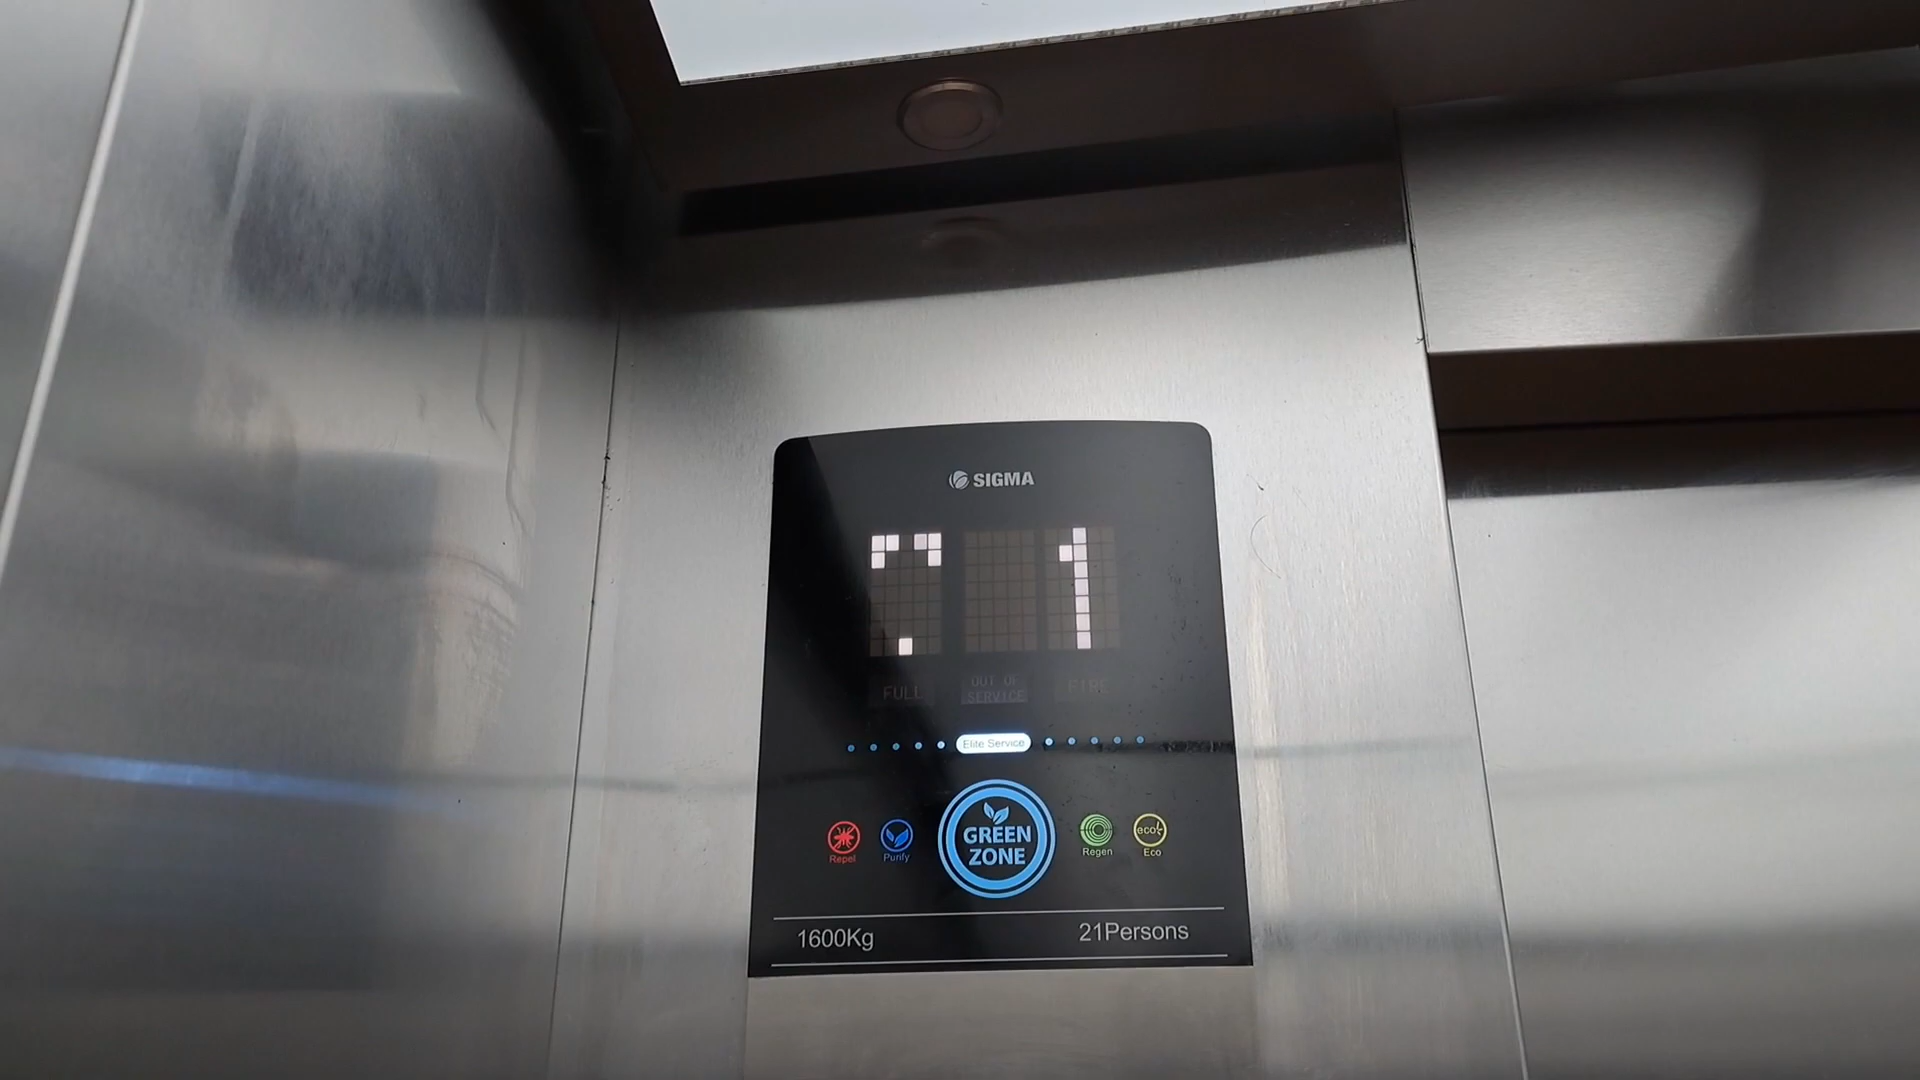 SIGMA
1
FULL
OUT OF
SERVICE
FIRE
Elite Service
GREEN
ZONE
Repel
Purify
eco
Regen
Eco
1600Kg
21Persons